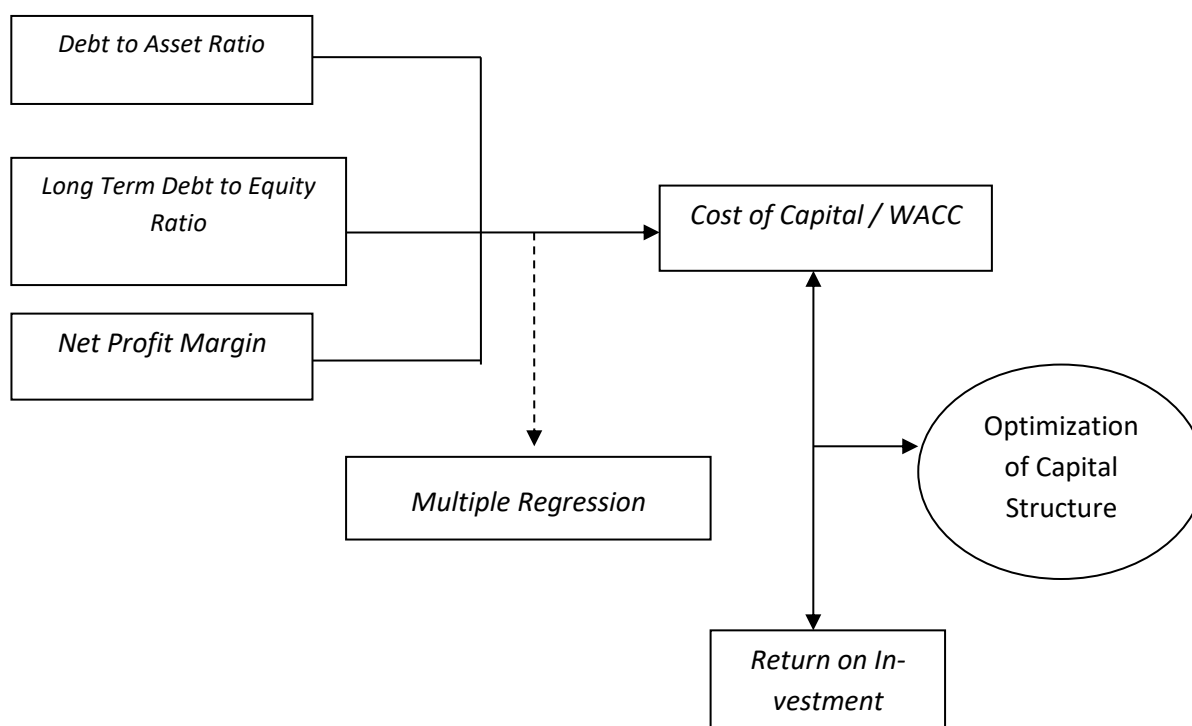 Debt to Asset Ratio
Long Term Debt to Equity
Ratio
Cost of Capital / WACC
Net Profit Margin
Optimization
of Capital
Structure
Multiple Regression
Return on In-
vestment